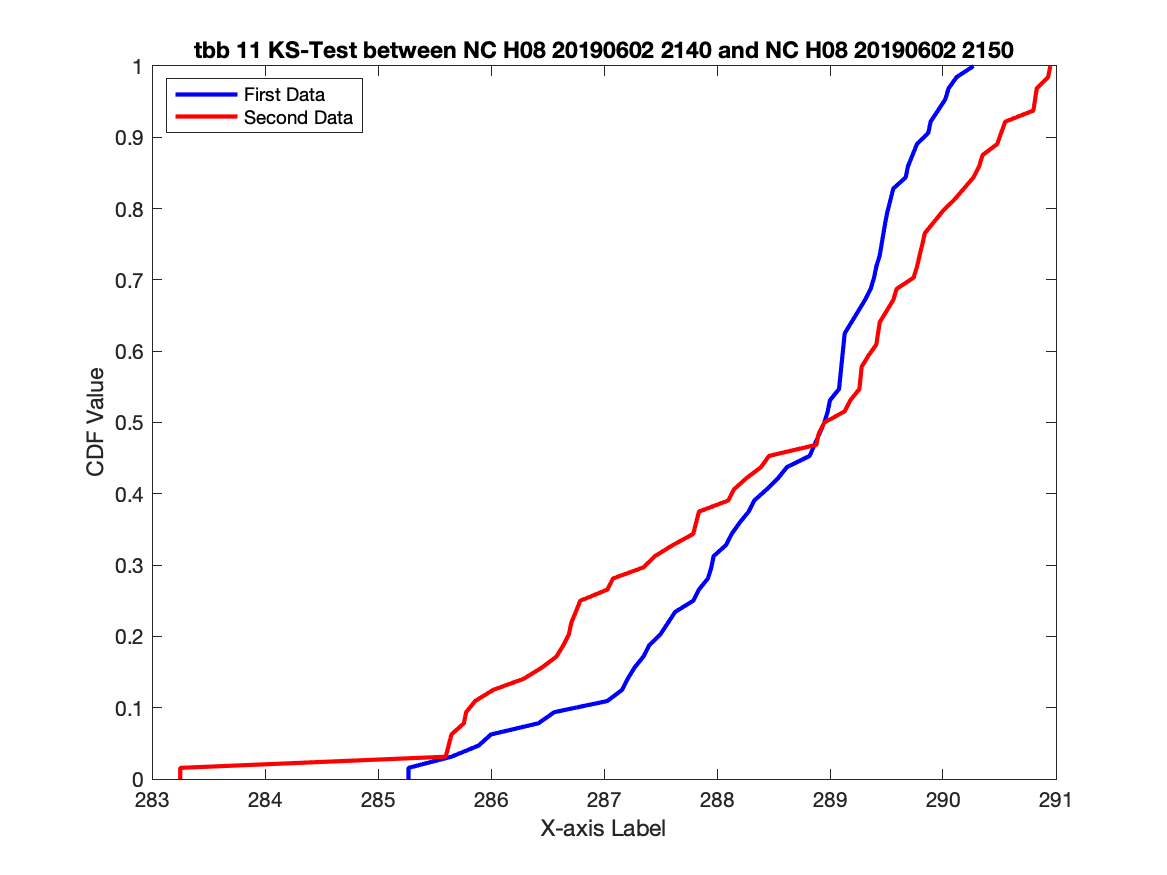 tbb 11 KS-Test between NC H08 20190602 2140 and NC H08 20190602 2150
First Data
Second Data
1
0.9
0.8
0.7
0.6
0.5
0.4
0.3
0.2
0.1
0
CDF Value
283 284 285 286 287 288 289 290 291
X-axis Label